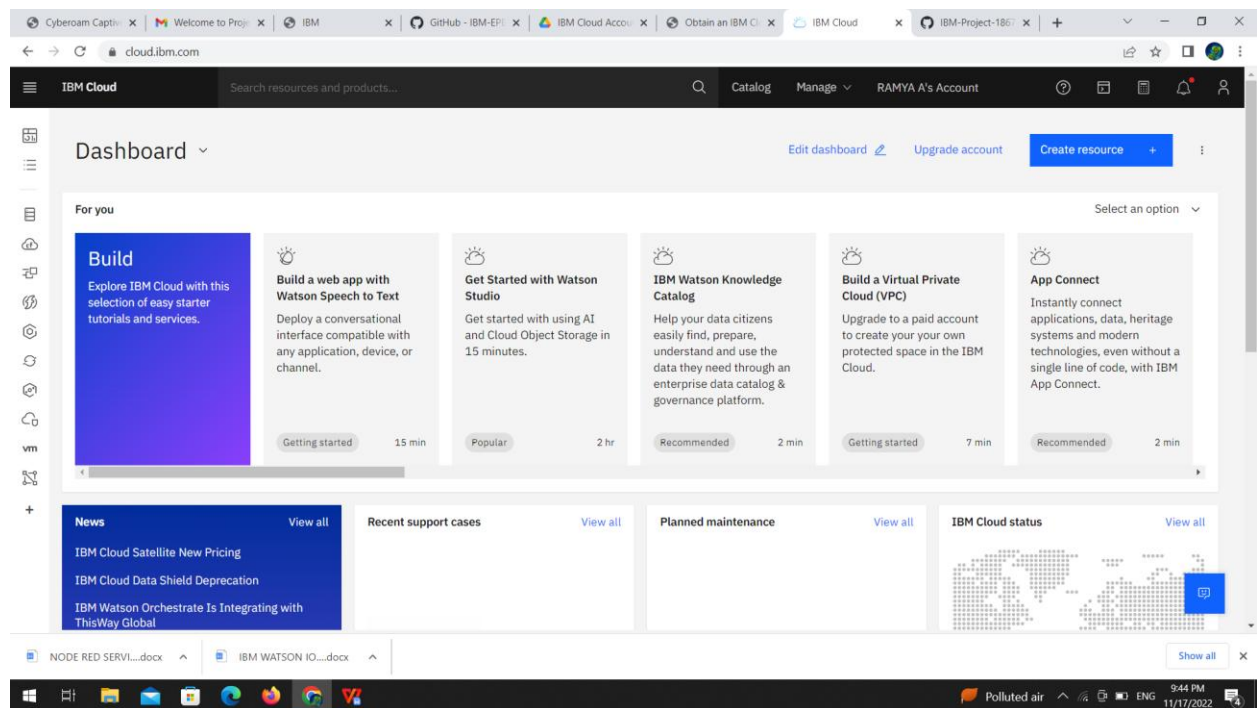 Cyberoam Captiv
Welcome to Proje
IBM
GitHub - IBM-EPB
IBM Cloud Accou
Obtain an IBM Cl
IBM Cloud
IBM-Project-1867
cloud.ibm.com
IBM Cloud
Search resources and products...
Catalog
Manage
RAMYA A's Account
Dashboard
Edit dashboard
Upgrade account
Create resource +
For you
Select an option
Build
Explore IBM Cloud with this
selection of easy starter
tutorials and services.
Build a web app with
Watson Speech to Text
Deploy a conversational
interface compatible with
any application, device, or
channel.
Getting started
15 min
Get Started with Watson
Studio
Get started with using AI
and Cloud Object Storage in
15 minutes.
Popular
2 hr
IBM Watson Knowledge
Catalog
Help your data citizens
easily find, prepare,
understand and use the
data they need through an
enterprise data catalog &
governance platform.
Recommended
2 min
Build a Virtual Private
Cloud (VPC)
Upgrade to a paid account
to create your your own
protected space in the IBM
Cloud.
Getting started
7 min
App Connect
Instantly connect
applications, data, heritage
systems and modern
technologies, even without a
single line of code, with IBM
App Connect.
Recommended
2 min
vm
News
View all
IBM Cloud Satellite New Pricing
IBM Cloud Data Shield Deprecation
IBM Watson Orchestrate Is Integrating with
ThisWay Global
Recent support cases
View all
Planned maintenance
View all
IBM Cloud status
View all
NODE RED SERVI....docx
IBM WATSON IO....docx
Show all
Polluted air
ENG
9:44 PM
11/17/2022